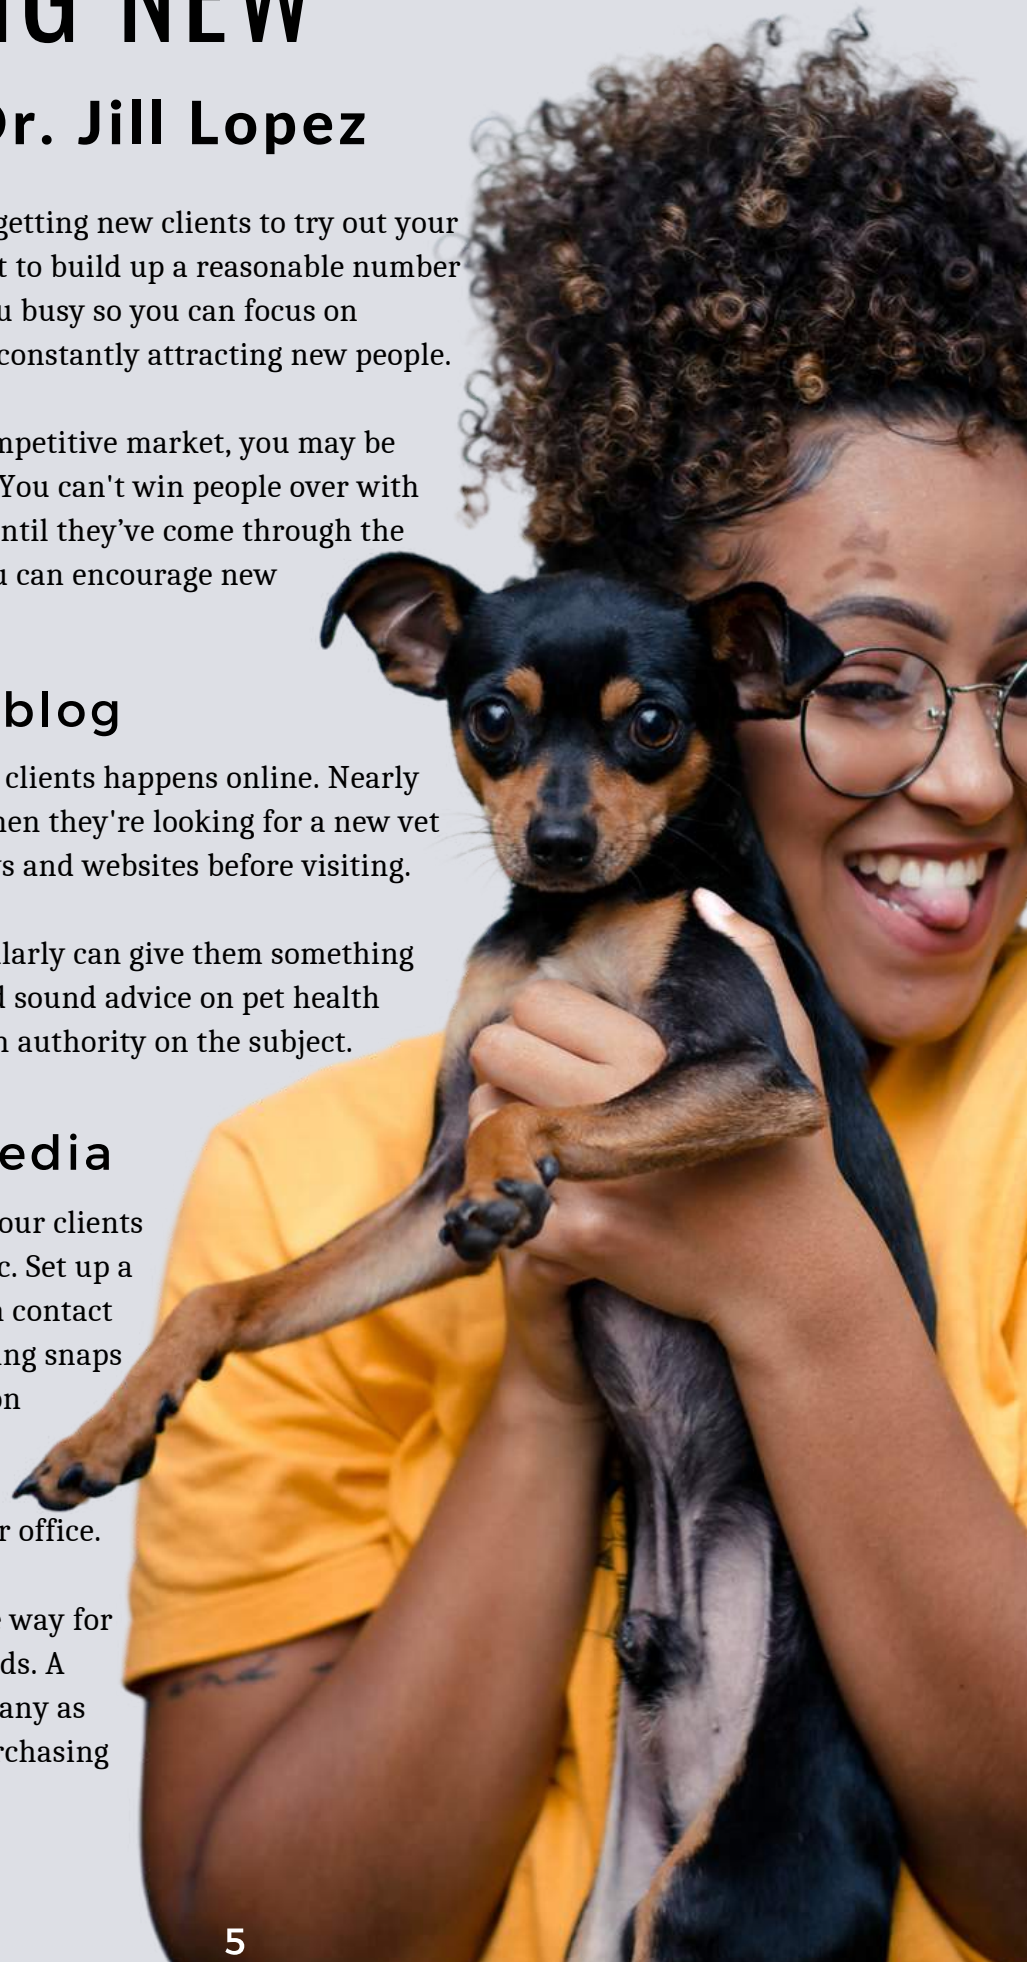 NG NEW
Dr. Jill Lopez
getting new clients to try out your
t to build up a reasonable number
u busy so you can focus on
constantly attracting new people.
mpetitive market, you may be
You can't win people over with
ntil they’ve come through the
u can encourage new
blog
clients happens online. Nearly
hen they're looking for a new vet
s and websites before visiting.
larly can give them something
d sound advice on pet health
n authority on the subject.
edia
our clients
c. Set up a
n contact
ing snaps
on
r office.
e way for
ds. A
any as
rchasing
5